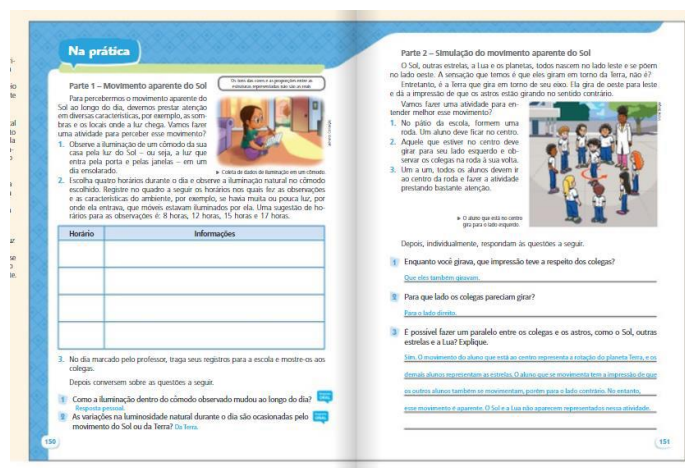 Na prática
Parte 1 – Movimento aparente do Sol
Para percebermos o movimento aparente do
Sol ao longo do dia, devemos prestar atenção
em diversas características, por exemplo, as som-
bras e os locais onde a luz chega. Vamos fazer
uma atividade para perceber esse movimento?
1. Observe a iluminação de um cômodo da sua
casa pela luz do Sol – ou seja, a luz que
entra pela porta e pelas janelas – em um
dia ensolarado.
Coleta de dados de iluminação em um cômodo.
2. Escolha quatro horários durante o dia e observe a iluminação natural no cômodo
escolhido. Registre no quadro a seguir os horários nos quais fez as observações
e as características do ambiente, por exemplo, se havia muita ou pouca luz, por
onde ela entrava, que móveis estavam iluminados por ela. Uma sugestão de ho-
rários para as observações é: 8 horas, 12 horas, 15 horas e 17 horas.
Horário Informações
3. No dia marcado pelo professor, traga seus registros para a escola e mostre-os aos
colegas.
Depois conversem sobre as questões a seguir.
1 Como a iluminação dentro do cômodo observado mudou ao longo do dia?
Resposta pessoal.
2 As variações na luminosidade natural durante o dia são ocasionadas pelo
movimento do Sol ou da Terra? Da Terra.
150
Parte 2 – Simulação do movimento aparente do Sol
O Sol, outras estrelas, a Lua e os planetas, todos nascem no lado leste e se põem
no lado oeste. A sensação que temos é que eles giram em torno da Terra, não é?
Entretanto, é a Terra que gira em torno de seu eixo. Ela gira de oeste para leste
e dá a impressão de que os astros estão girando no sentido contrário.
Vamos fazer uma atividade para en-
tender melhor esse movimento?
1. No pátio da escola, formem uma
roda. Um aluno deve ficar no centro.
2. Aquele que estiver no centro deve
girar para seu lado esquerdo e ob-
servar os colegas na roda à sua volta.
3. Um a um, todos os alunos devem ir
ao centro da roda e fazer a atividade
prestando bastante atenção.
O aluno que está no centro
gira para o lado esquerdo.
Depois, individualmente, respondam às questões a seguir.
1 Enquanto você girava, que impressão teve a respeito dos colegas?
Que eles também giravam.
2 Para que lado os colegas pareciam girar?
Para o lado direito.
3 É possível fazer um paralelo entre os colegas e os astros, como o Sol, outras
estrelas e a Lua? Explique.
Sim. O movimento do aluno que está ao centro representa a rotação do planeta Terra, e os
demais alunos representam as estrelas. O aluno que se movimenta tem a impressão de que
os outros alunos também se movimentam, porém para o lado contrário. No entanto,
esse movimento é aparente. O Sol e a Lua não aparecem representados nessa atividade.
151